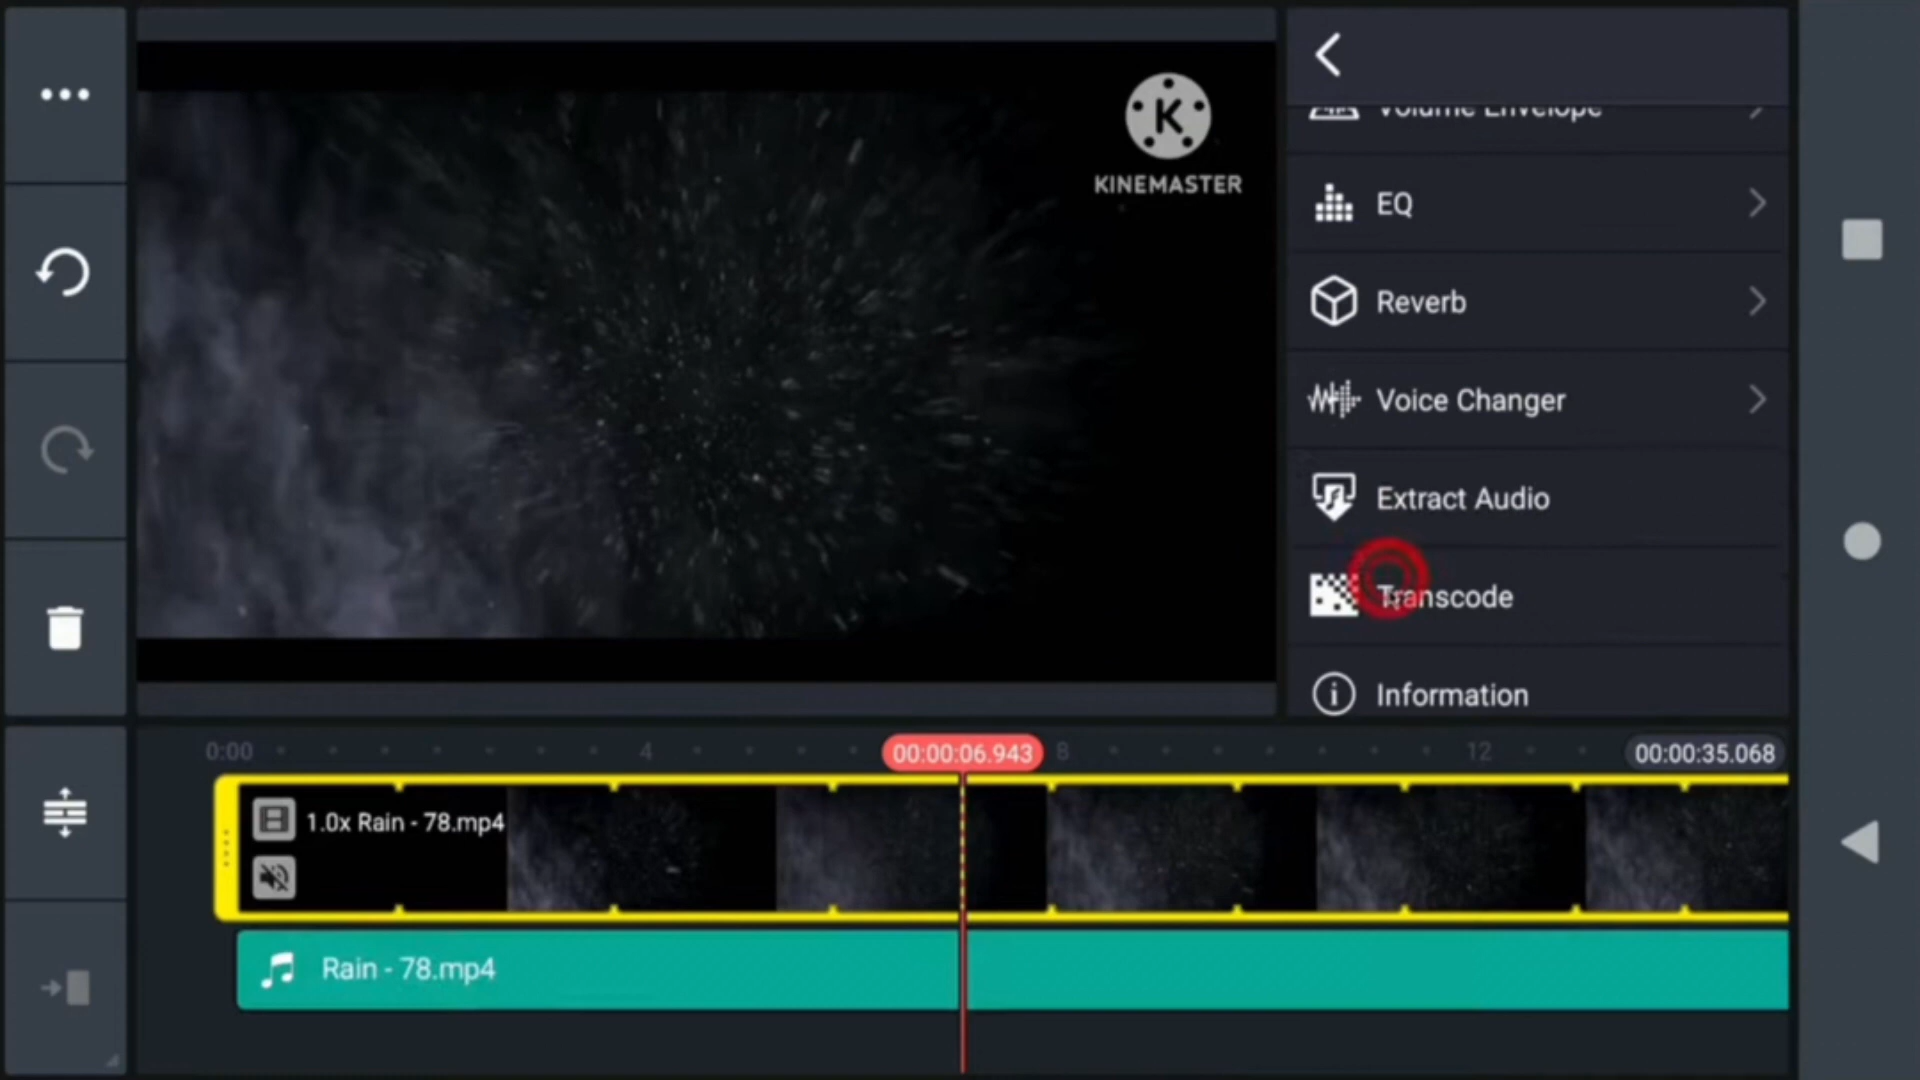 K
KINEMASTER
Volume Envelope
EQ
Reverb
Voice Changer
Extract Audio
Transcode
Information
0:00
4
00:00:06.943
8
12
00:00:35.068
1.0x Rain - 78.mp4
Rain - 78.mp4